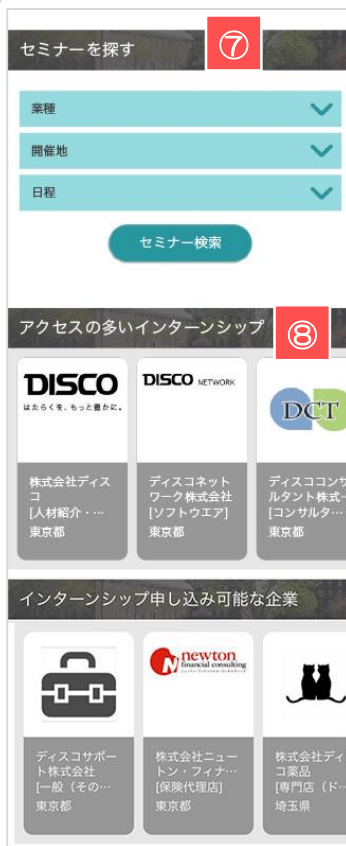 セミナーを探す
⑦
業種
開催地
日程
セミナー検索
アクセスの多いインターンシップ
⑧
DISCO
はたらくを、もっと豊かに。
株式会社ディス
コ
[人材紹介・…
東京都
DISCO NETWORK
ディスコネット
ワーク株式会社
[ソフトウエア]
東京都
DCT
ディスココンサ
ルタント株式…
[コンサルタ…
東京都
インターンシップ申し込み可能な企業
ディスコサポー
ト株式会社
[一般（その…
東京都
N newton
financial consulting
株式会社ニュー
トン・フィナ…
[保険代理店]
東京都
株式会社ディ
コ薬品
[専門店（ド…
埼玉県